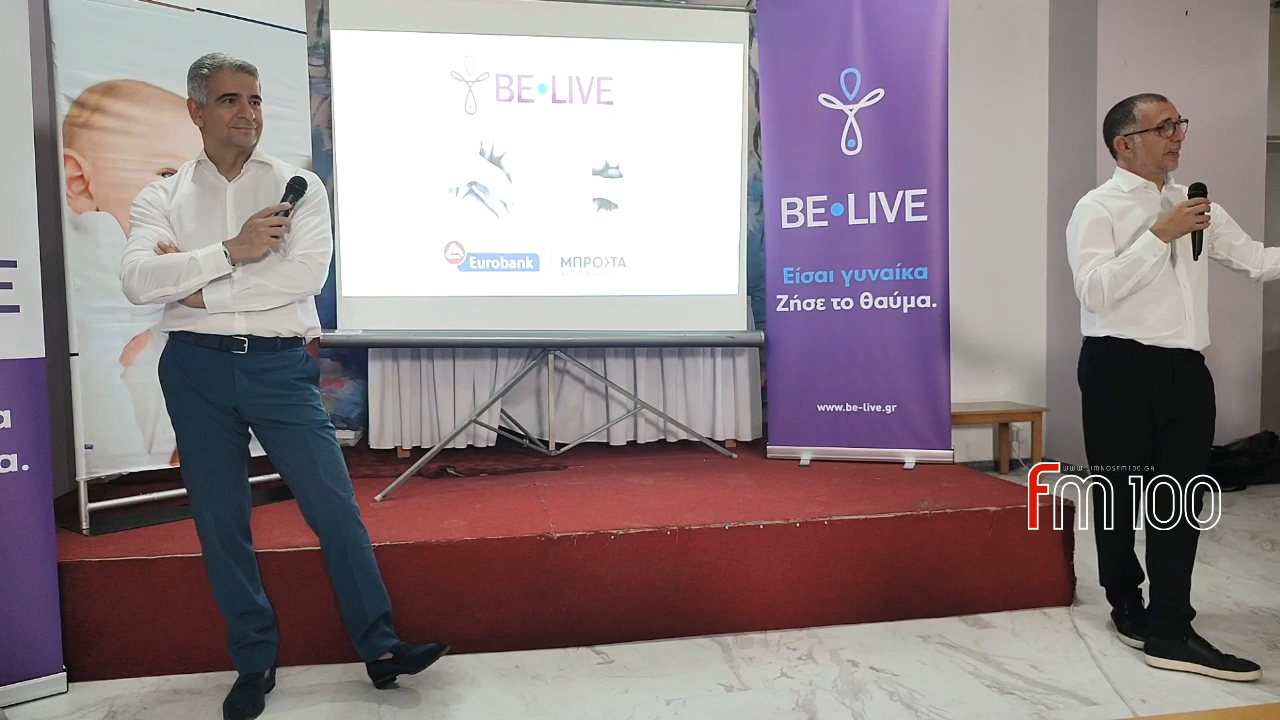 BE•LIVE
Eurobank
ΜΠΡΟΣΤΑ
BE•LIVE
Είσαι γυναίκα
Ζήσε το θαύμα.
www.be-live.gr
E
α
α.
fm 100